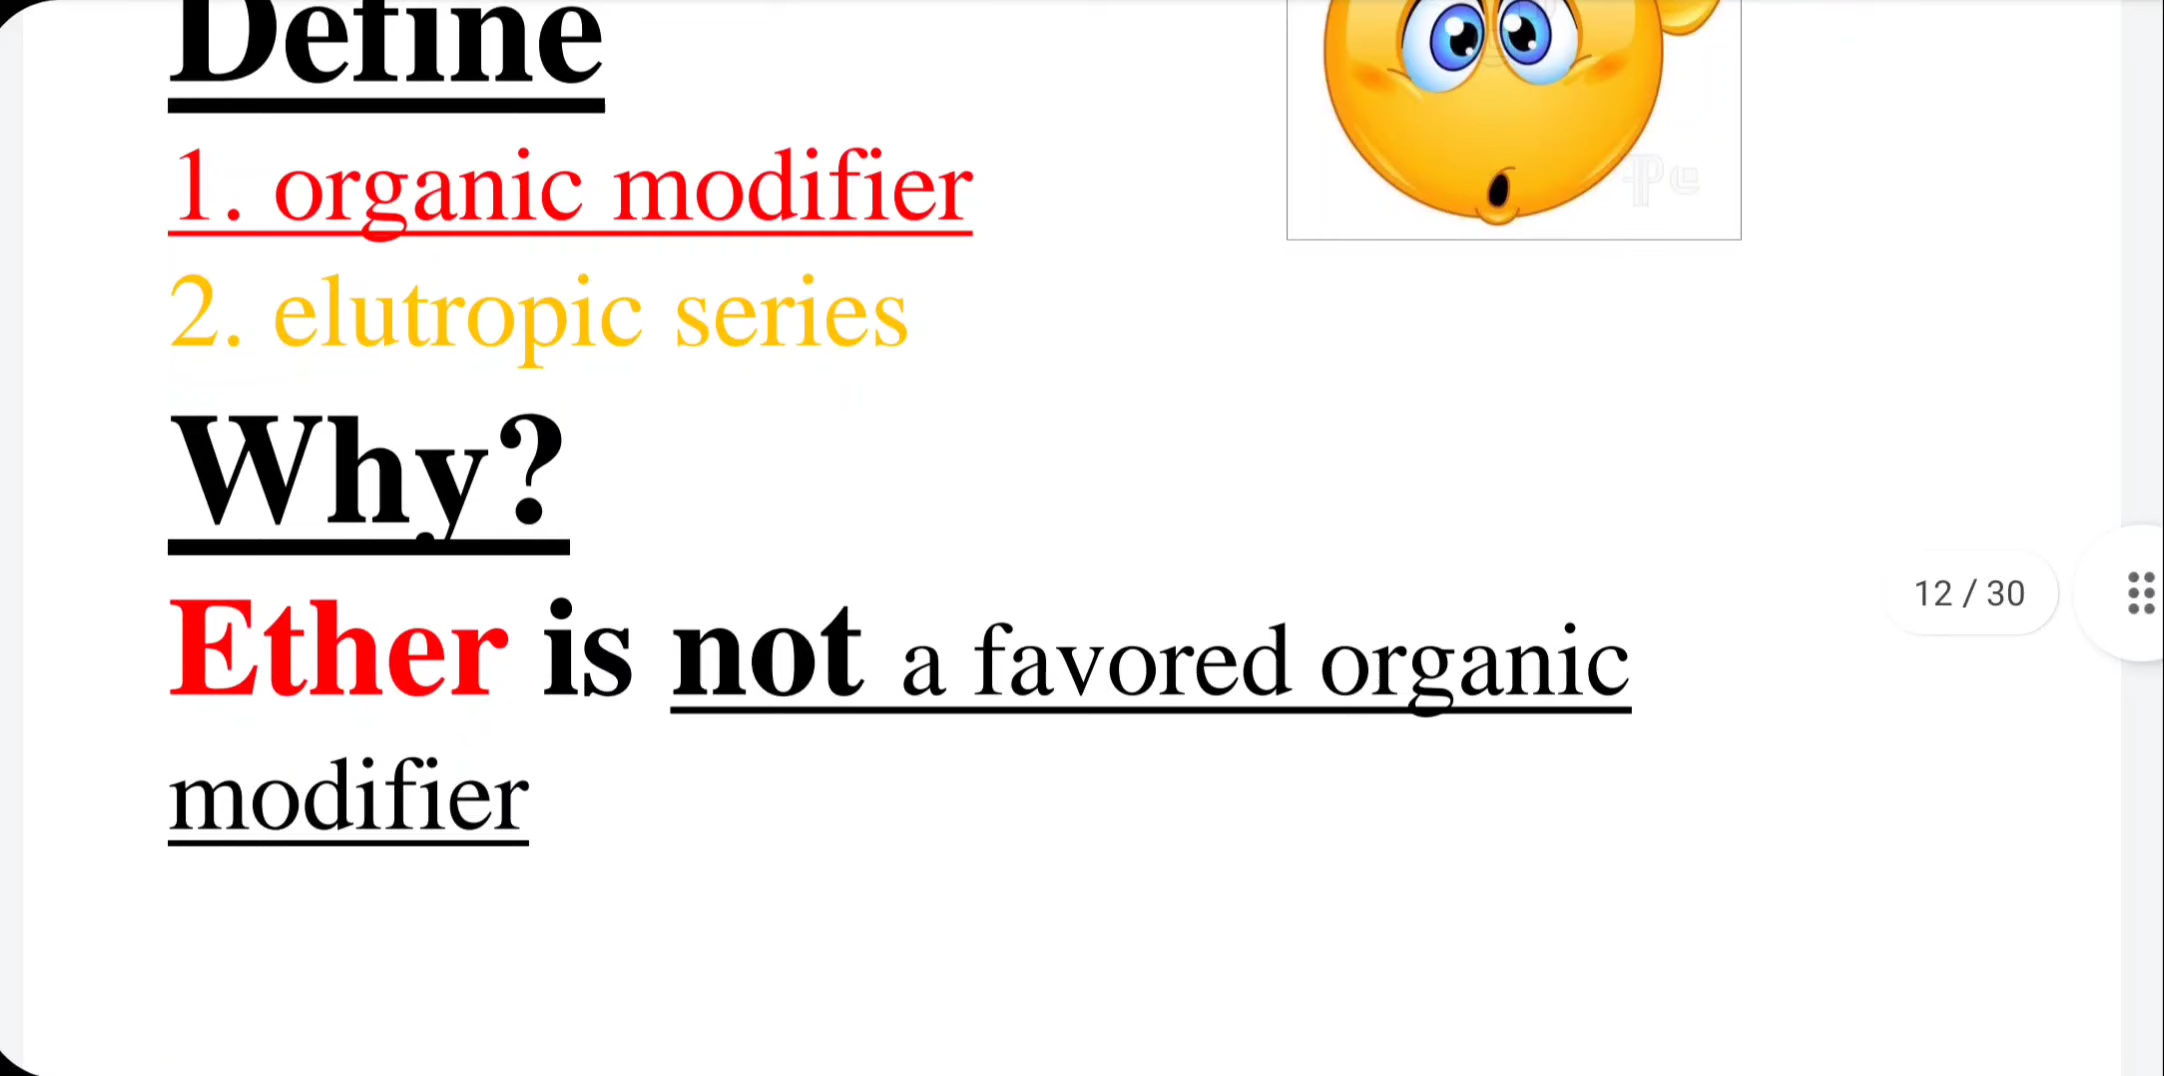 Define
1. organic modifier
2. elutropic series
Why?
Ether is not a favored organic
modifier
12 / 30